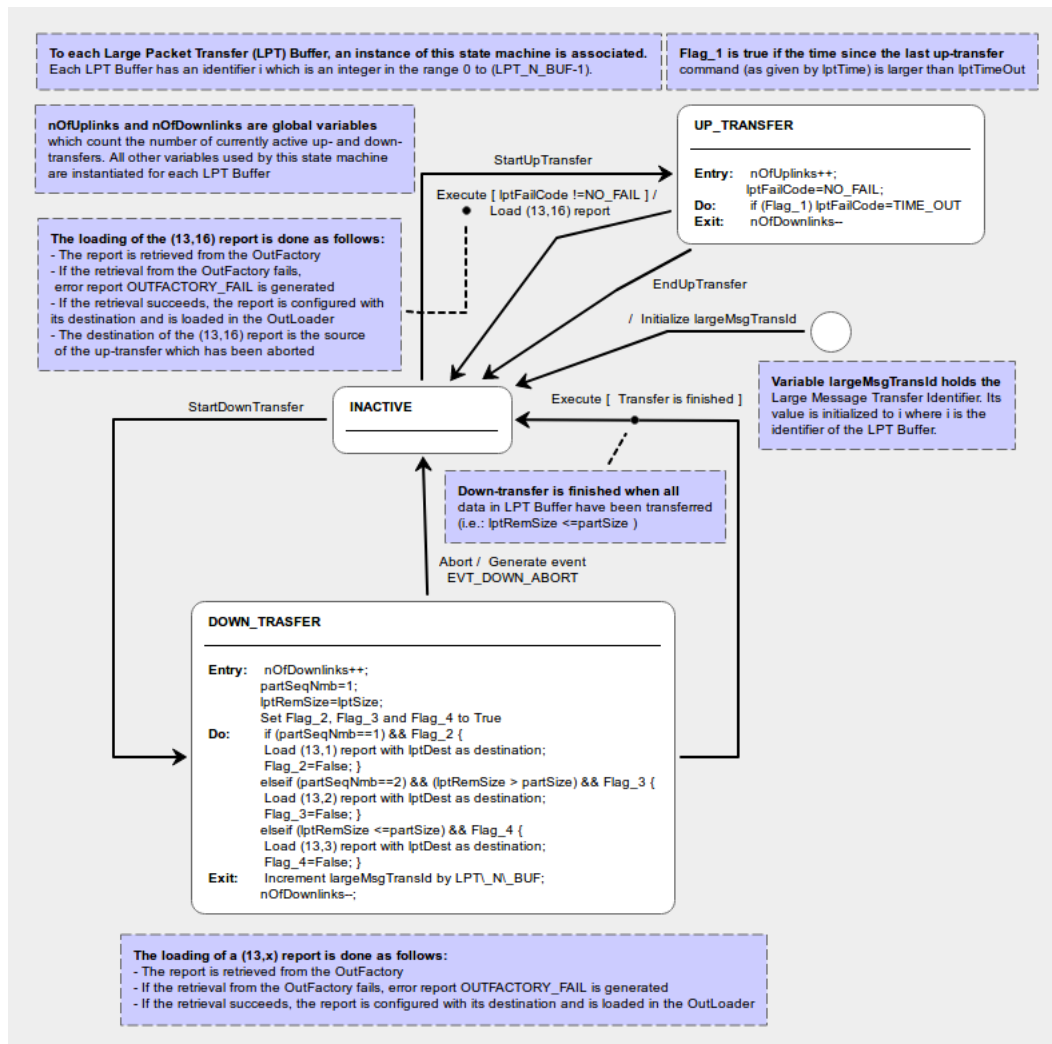 To each Large Packet Transfer (LPT) Buffer, an instance of this state machine is associated.
Each LPT Buffer has an identifier i which is an integer in the range 0 to (LPT_N_BUF-1).
Flag_1 is true if the time since the last up-transfer
command (as given by lptTime) is larger than lptTimeOut
nOfUplinks and nOfDownlinks are global variables
which count the number of currently active up- and down-
transfers. All other variables used by this state machine
are instantiated for each LPT Buffer
UP_TRANSFER
Entry: nOfUplinks++;
lptFailCode=NO_FAIL;
Do: if (Flag_1) lptFailCode=TIME_OUT
Exit: nOfDownlinks--
StartUpTransfer
Execute [ lptFailCode !=NO_FAIL ] /
Load (13,16) report
The loading of the (13,16) report is done as follows:
- The report is retrieved from the OutFactory
- If the retrieval from the OutFactory fails,
error report OUTFACTORY_FAIL is generated
- If the retrieval succeeds, the report is configured with
its destination and is loaded in the OutLoader
- The destination of the (13,16) report is the source
of the up-transfer which has been aborted
EndUpTransfer
/ Initialize largeMsgTransId
Variable largeMsgTransId holds the
Large Message Transfer Identifier. Its
value is initialized to i where i is the
identifier of the LPT Buffer.
StartDownTransfer
INACTIVE
Execute [ Transfer is finished ]
Down-transfer is finished when all
data in LPT Buffer have been transferred
(i.e.: lptRemSize <=partSize )
Abort / Generate event
EVT_DOWN_ABORT
DOWN_TRASFER
Entry: nOfDownlinks++;
partSeqNmb=1;
lptRemSize=lptSize;
Set Flag_2, Flag_3 and Flag_4 to True
Do: if (partSeqNmb==1) && Flag_2 {
Load (13,1) report with lptDest as destination;
Flag_2=False; }
elseif (partSeqNmb==2) && (lptRemSize > partSize) && Flag_3 {
Load (13,2) report with lptDest as destination;
Flag_3=False; }
elseif (lptRemSize <=partSize) && Flag_4 {
Load (13,3) report with lptDest as destination;
Flag_4=False; }
Exit: Increment largeMsgTransId by LPT\_N\_BUF;
nOfDownlinks--;
The loading of a (13,x) report is done as follows:
- The report is retrieved from the OutFactory
- If the retrieval from the OutFactory fails, error report OUTFACTORY_FAIL is generated
- If the retrieval succeeds, the report is configured with its destination and is loaded in the OutLoader